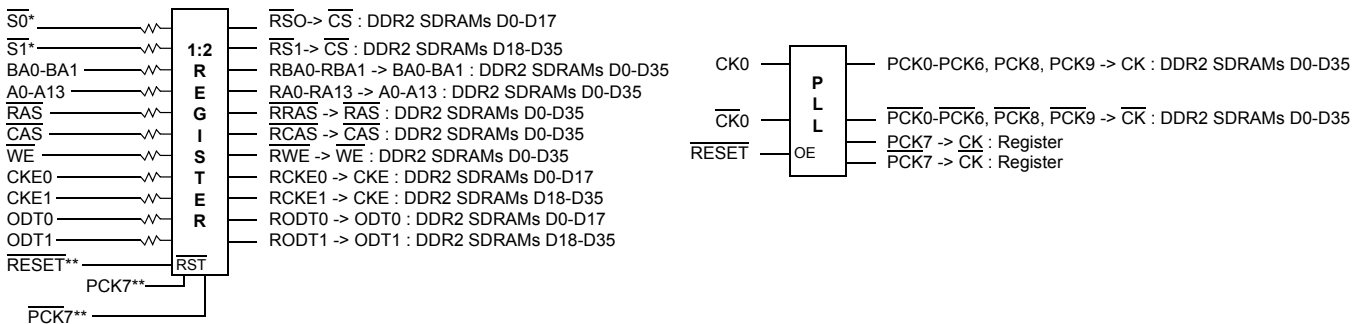 S0*
S1*
BA0-BA1
A0-A13
RAS
CAS
WE
CKE0
CKE1
ODT0
ODT1
RESET**
PCK7**
PCK7**
1:2
REGISTER
RST
RSO-> CS : DDR2 SDRAMs D0-D17
RS1-> CS : DDR2 SDRAMs D18-D35
RBA0-RBA1 -> BA0-BA1 : DDR2 SDRAMs D0-D35
RA0-RA13 -> A0-A13 : DDR2 SDRAMs D0-D35
RRAS -> RAS : DDR2 SDRAMs D0-D35
RCAS -> CAS : DDR2 SDRAMs D0-D35
RWE -> WE : DDR2 SDRAMs D0-D35
RCKE0 -> CKE : DDR2 SDRAMs D0-D17
RCKE1 -> CKE : DDR2 SDRAMs D18-D35
RODT0 -> ODT0 : DDR2 SDRAMs D0-D17
RODT1 -> ODT1 : DDR2 SDRAMs D18-D35
CK0
CK0
RESET
PLL
OE
PCK0-PCK6, PCK8, PCK9 -> CK : DDR2 SDRAMs D0-D35
PCK0-PCK6, PCK8, PCK9 -> CK : DDR2 SDRAMs D0-D35
PCK7 -> CK : Register
PCK7 -> CK : Register